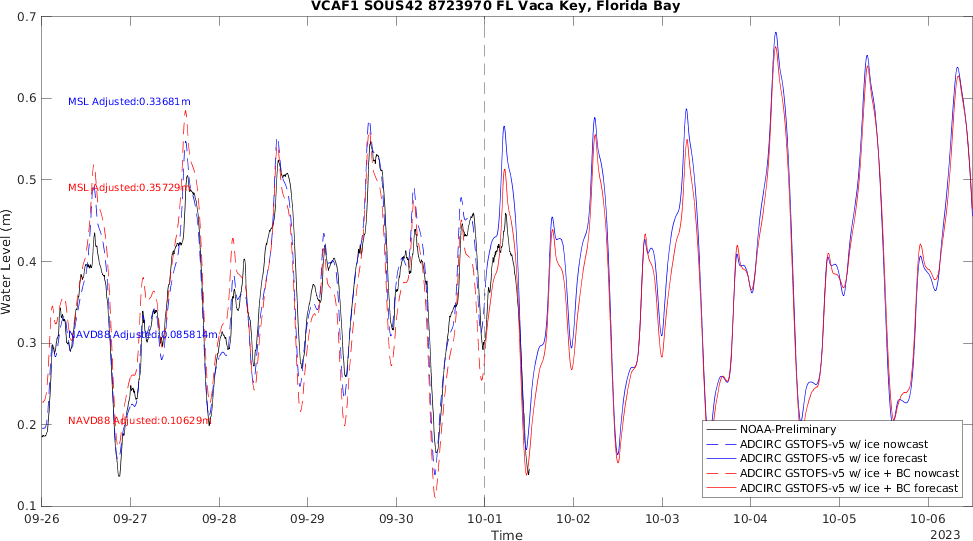 VCAF1 SOUS42 8723970 FL Vaca Key, Florida Bay
0.7
0.6
0.5
0.4
0.3
0.2
0.1
Water Level (m)
MSL Adjusted:0.33681m
MSL Adjusted:0.35729m
NAVD88 Adjusted:0.085814m
NAVD88 Adjusted:0.10629m
NOAA-Preliminary
ADCIRC GSTOFS-v5 w/ ice nowcast
ADCIRC GSTOFS-v5 w/ ice forecast
ADCIRC GSTOFS-v5 w/ ice + BC nowcast
ADCIRC GSTOFS-v5 w/ ice + BC forecast
09-26 09-27 09-28 09-29 09-30 10-01 10-02 10-03 10-04 10-05 10-06
2023
Time